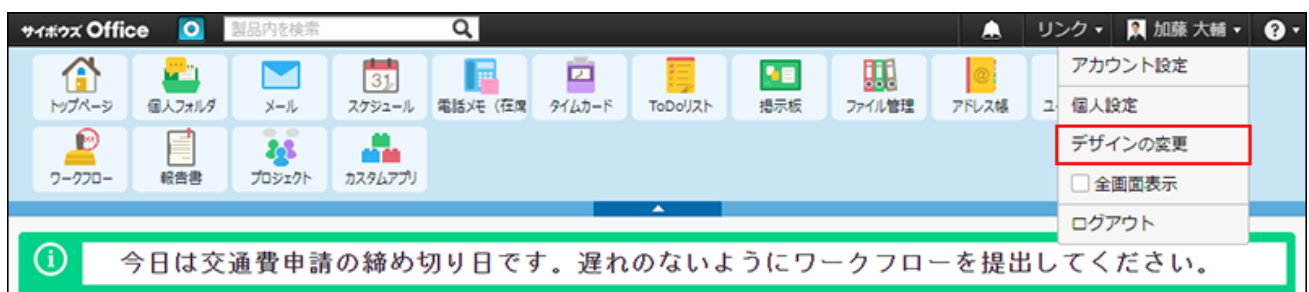 サイボウズ Office 製品内を検索 リンク 加藤 大輔
トップページ 個人フォルダ メール スケジュール 電話メモ（在席 タイムカード ToDoリスト 掲示板 ファイル管理 アドレス帳
ワークフロー 報告書 プロジェクト カスタムアプリ
アカウント設定
個人設定
デザインの変更
全画面表示
ログアウト
今日は交通費申請の締め切り日です。遅れのないようにワークフローを提出してください。